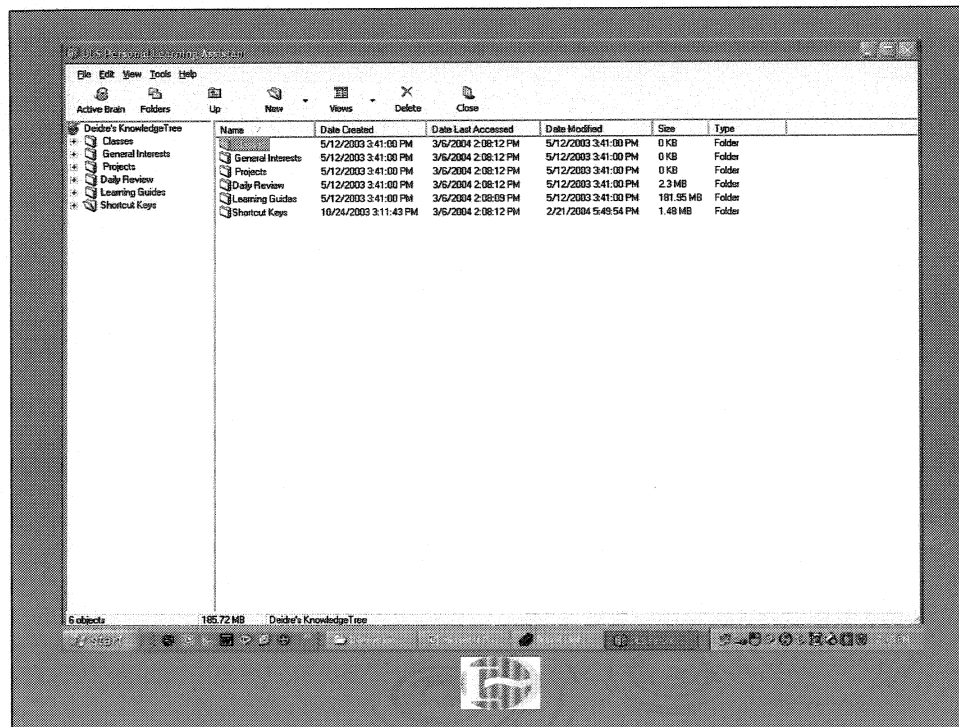 Personal Learning Assistant
File Edit View Tools Help
Active Brain Folders Up New Views Delete Close
Deidre's KnowledgeTree
Classes
General Interests
Projects
Daily Review
Learning Guides
Shortcut Keys
Name Date Created Date Last Accessed Date Modified Size Type
5/12/2003 3:41:00 PM 3/6/2004 2:08:12 PM 5/12/2003 3:41:00 PM 0 KB Folder
General Interests 5/12/2003 3:41:00 PM 3/6/2004 2:08:12 PM 5/12/2003 3:41:00 PM 0 KB Folder
Projects 5/12/2003 3:41:00 PM 3/6/2004 2:08:12 PM 5/12/2003 3:41:00 PM 0 KB Folder
Daily Review 5/12/2003 3:41:00 PM 3/6/2004 2:08:12 PM 5/12/2003 3:41:00 PM 2.3 MB Folder
Learning Guides 5/12/2003 3:41:00 PM 3/6/2004 2:08:09 PM 5/12/2003 3:41:00 PM 181.95 MB Folder
Shortcut Keys 10/24/2003 3:11:43 PM 3/6/2004 2:08:12 PM 2/21/2004 5:49:54 PM 1.48 MB Folder
6 objects 185.72 MB Deidre's KnowledgeTree
start